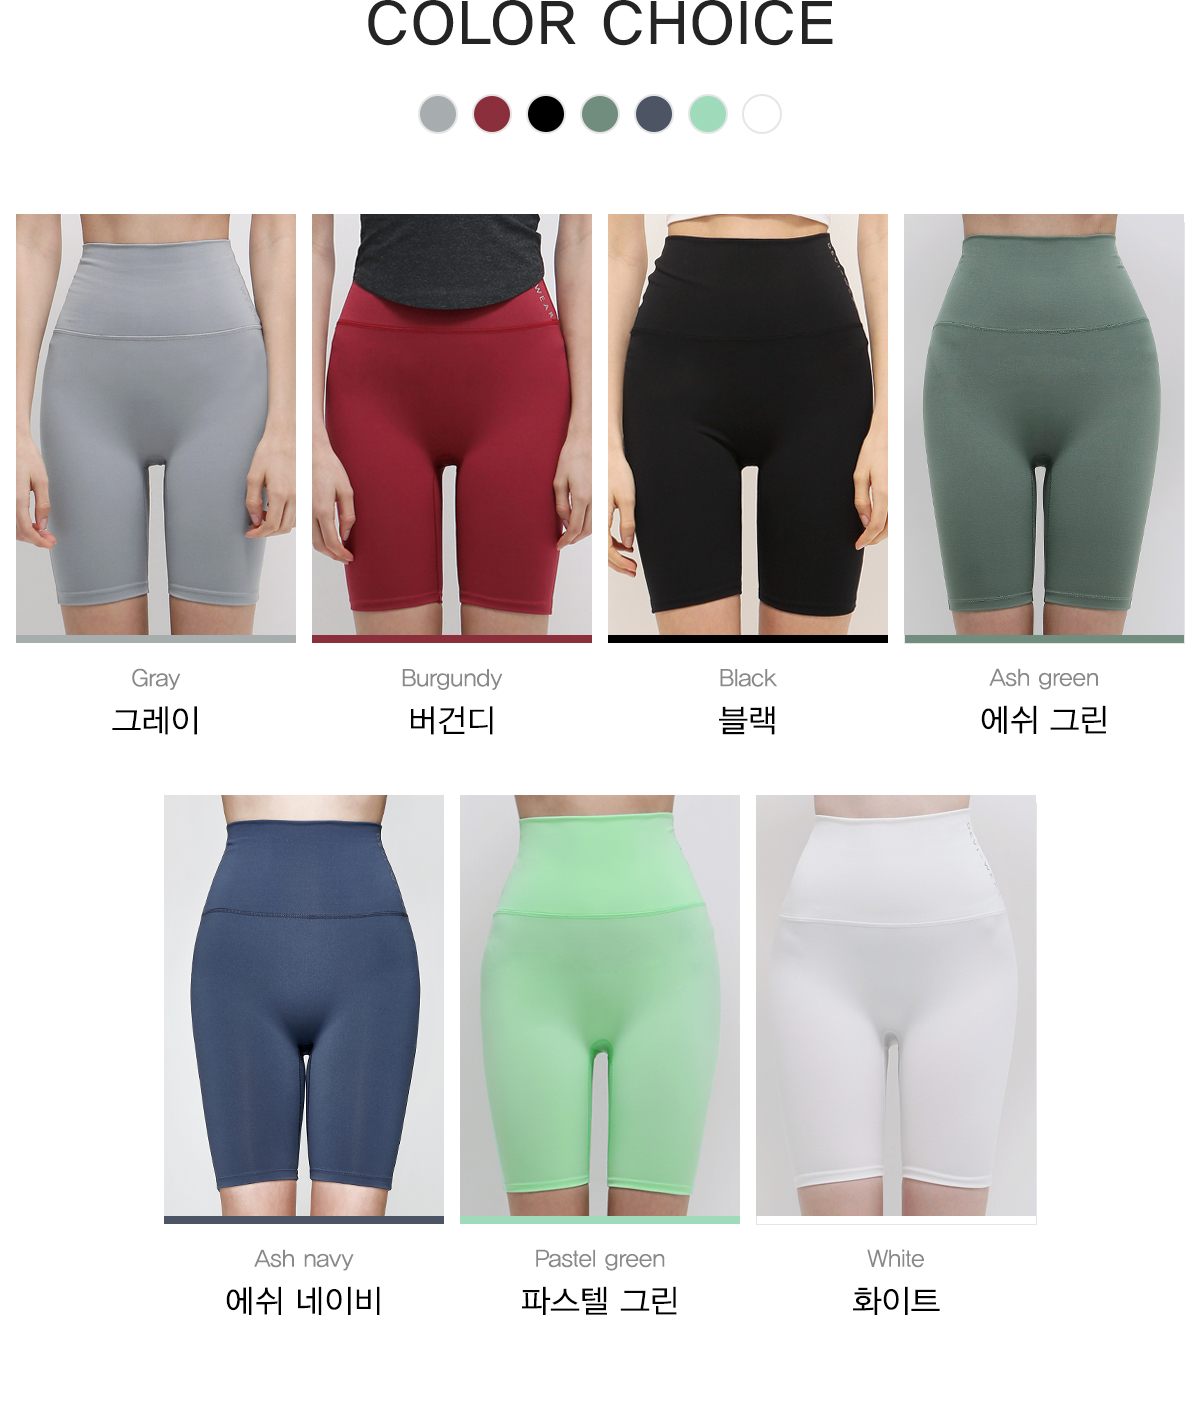 COLOR CHOICE
WEAR
Gray
그레이
Burgundy
버건디
Black
블랙
Ash green
에쉬 그린
Ash navy
에쉬 네이비
Pastel green
파스텔 그린
White
화이트